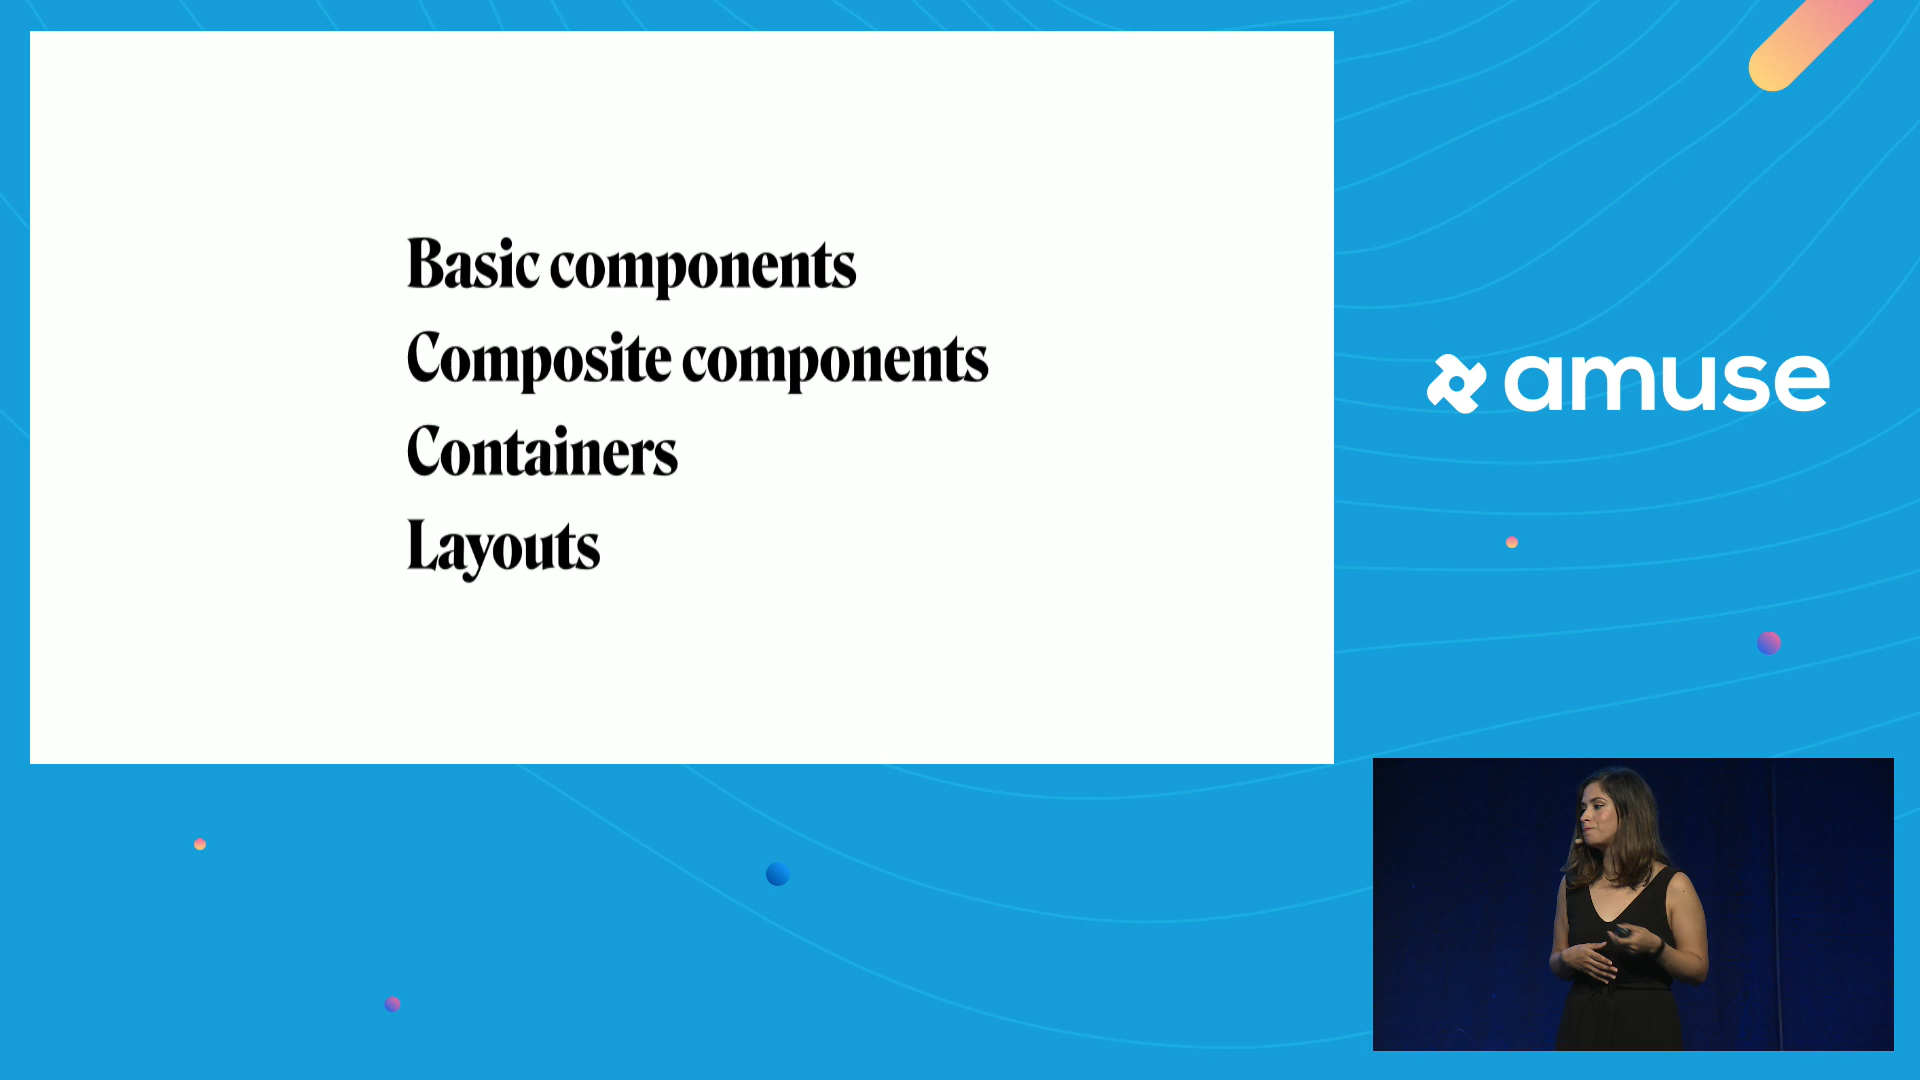 Basic components
Composite components
Containers
Layouts
amuse